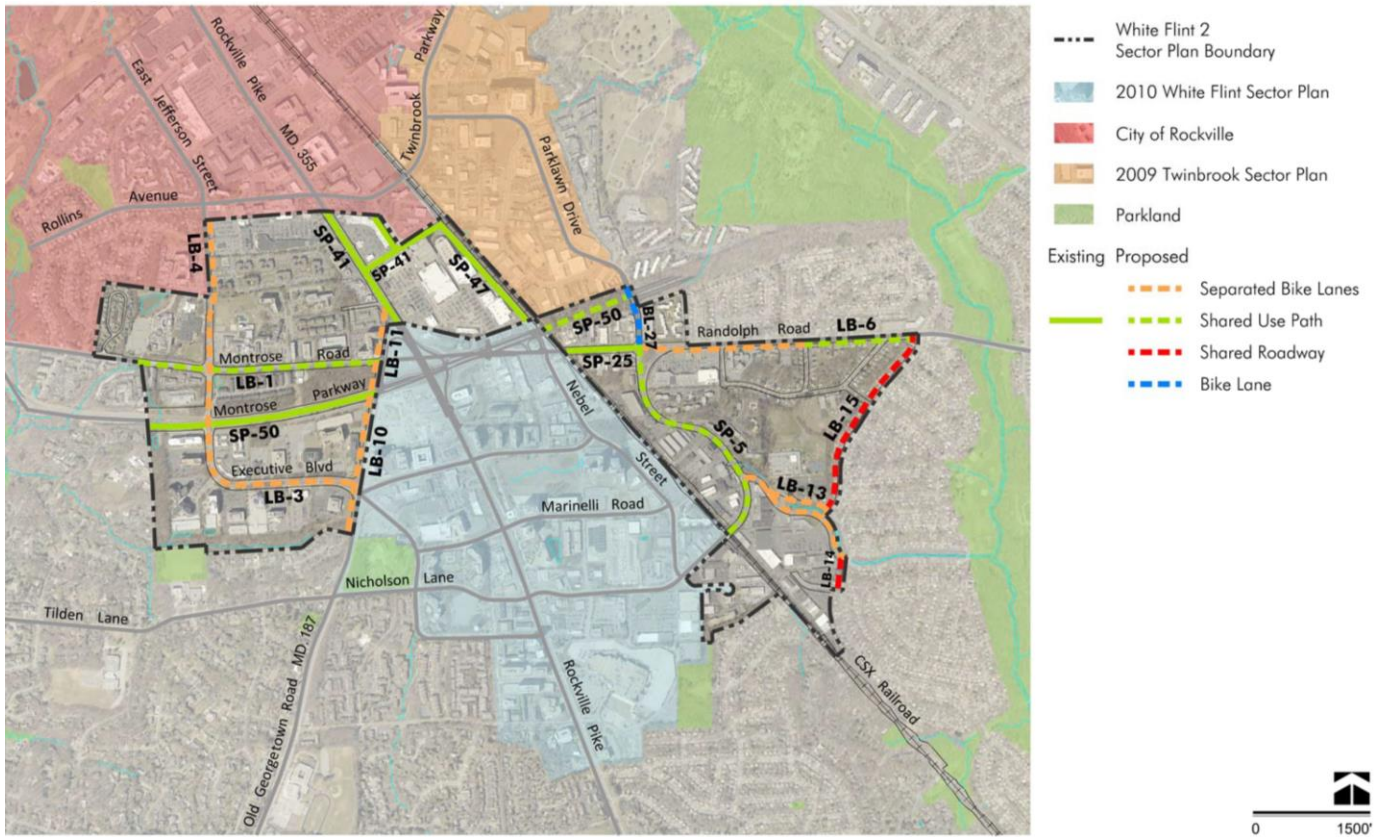 Rockville Pike MD. 355
East Jefferson Street
Twinbrook Parkway
Parklawn Drive
Rollins Avenue
LB-4
SP-41
SP-41
SP-47
SP-50
BL-27
Randolph Road
LB-6
LB-11
SP-25
Montrose Road
LB-1
Montrose Parkway
SP-50
Nebel Street
LB-15
SP-5
LB-10
Executive Blvd
LB-3
LB-13
Marinelli Road
LB-14
Nicholson Lane
Tilden Lane
Old Georgetown Road MD. 187
Rockville Pike
CSX Railroad
White Flint 2
Sector Plan Boundary
2010 White Flint Sector Plan
City of Rockville
2009 Twinbrook Sector Plan
Parkland
Existing Proposed
Separated Bike Lanes
Shared Use Path
Shared Roadway
Bike Lane
0 1500'